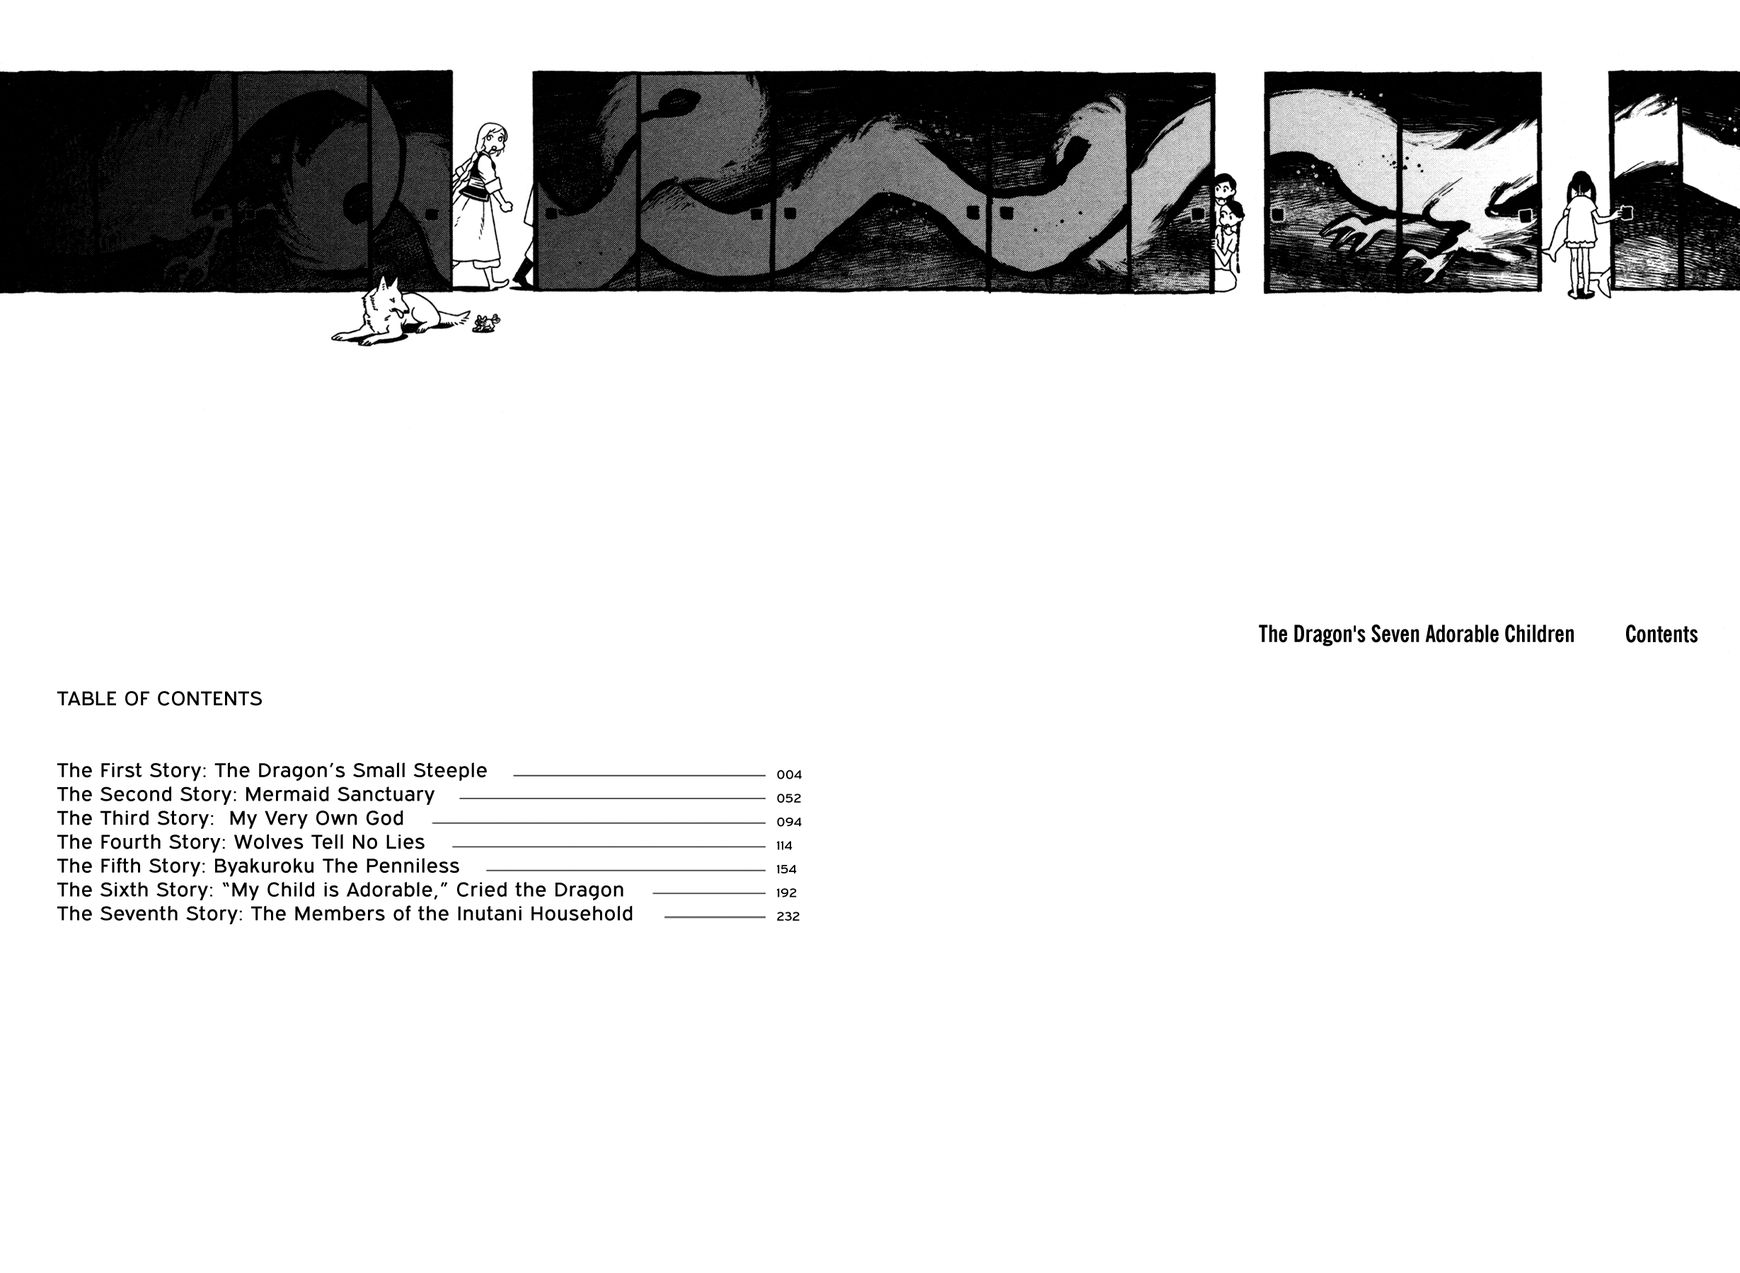 The Dragon's Seven Adorable Children Contents
TABLE OF CONTENTS
The First Story: The Dragon’s Small Steeple 004
The Second Story: Mermaid Sanctuary 052
The Third Story:  My Very Own God 094
The Fourth Story: Wolves Tell No Lies 114
The Fifth Story: Byakuroku The Penniless 154
The Sixth Story: “My Child is Adorable,” Cried the Dragon 192
The Seventh Story: The Members of the Inutani Household 232